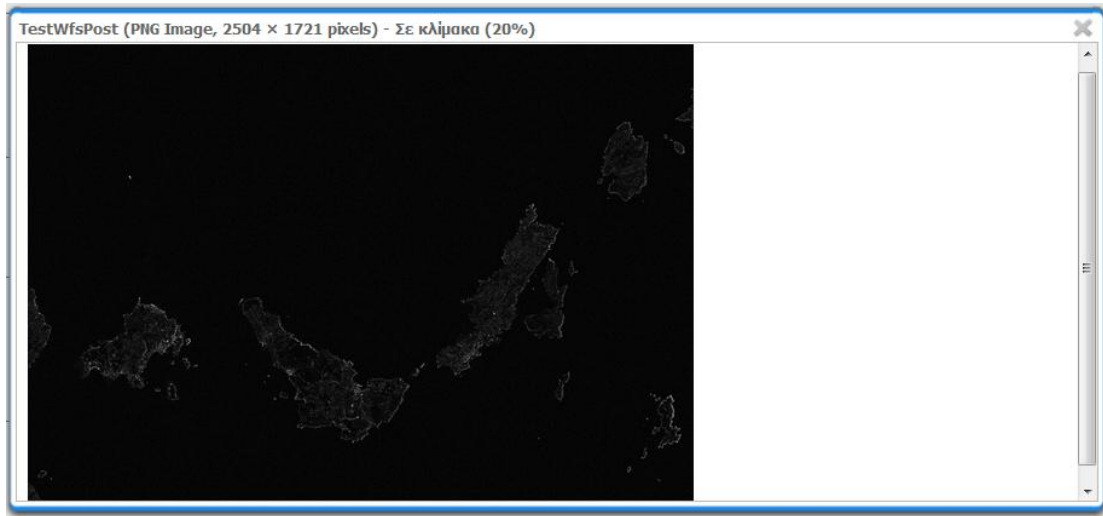 TestWfsPost (PNG Image, 2504 × 1721 pixels) - Σε κλίμακα (20%)